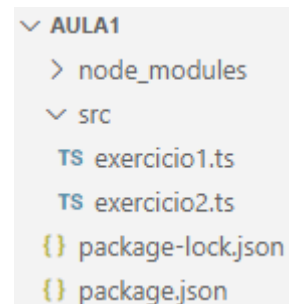 AULA1
node_modules
src
TS exercicio1.ts
TS exercicio2.ts
{} package-lock.json
{} package.json